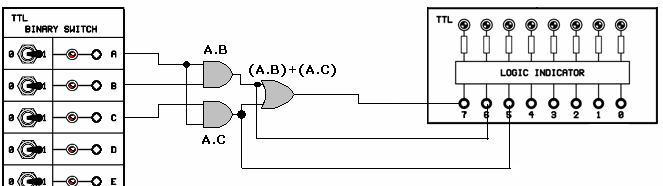 TTL
BINARY SWITCH
0 1 A
0 1 B
0 1 C
0 1 D
0 1 E
A.B
(A.B)+(A.C)
A.C
TTL
LOGIC INDICATOR
7 6 5 4 3 2 1 0